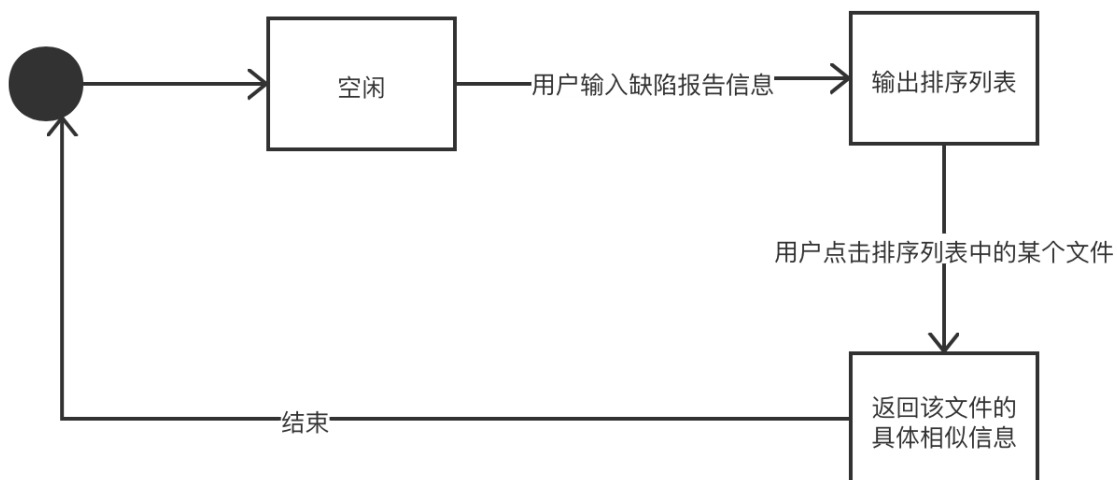 空闲
用户输入缺陷报告信息
输出排序列表
用户点击排序列表中的某个文件
返回该文件的
具体相似信息
结束